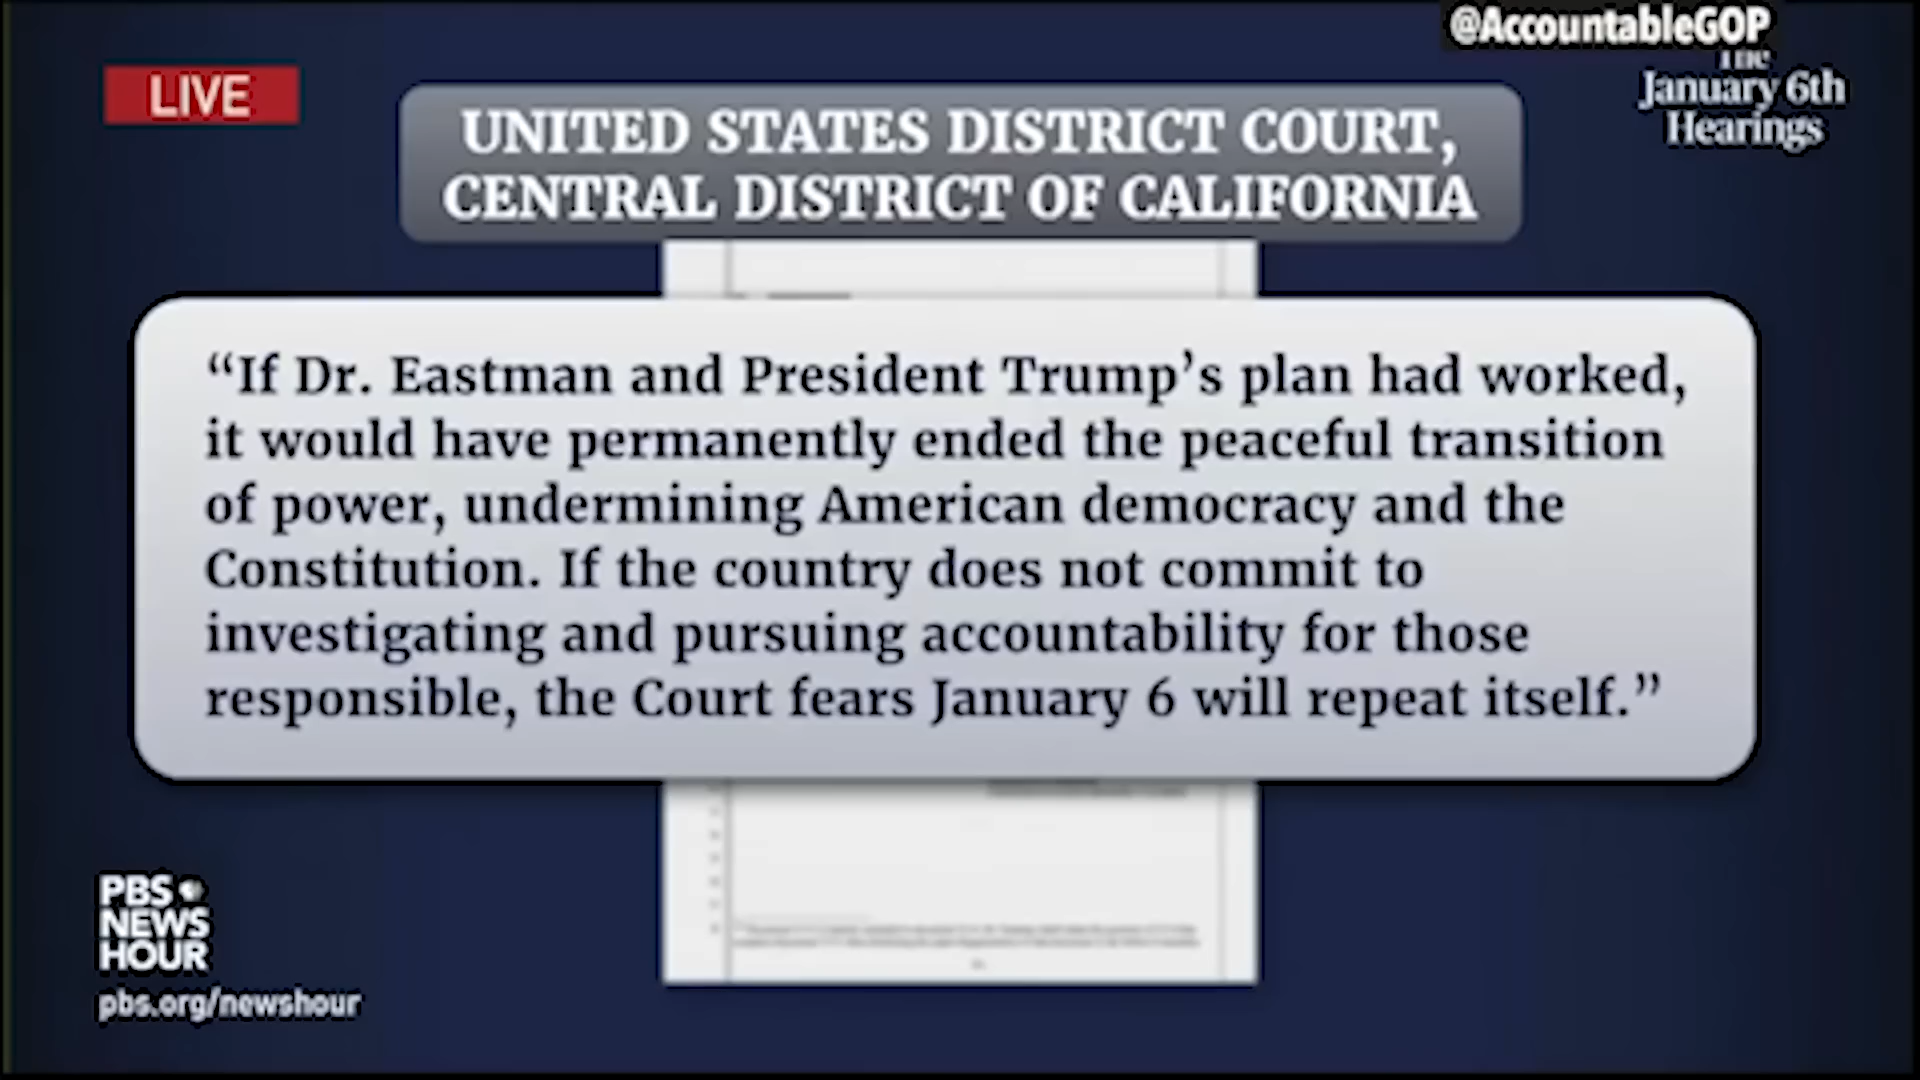 @AccountableGOP
The
January 6th
Hearings
LIVE
UNITED STATES DISTRICT COURT,
CENTRAL DISTRICT OF CALIFORNIA
“If Dr. Eastman and President Trump’s plan had worked,
it would have permanently ended the peaceful transition
of power, undermining American democracy and the
Constitution. If the country does not commit to
investigating and pursuing accountability for those
responsible, the Court fears January 6 will repeat itself.”
PBS
NEWS
HOUR
pbs.org/newshour